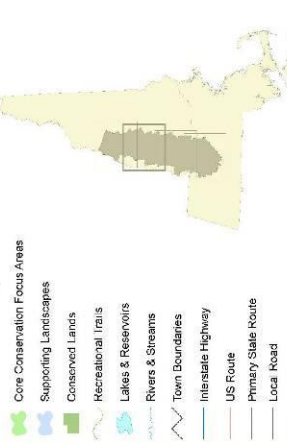 Core Conservation Focus Areas
Supporting Landscapes
Conserved Lands
Recreational Trails
Lakes & Reservoirs
Rivers & Streams
Town Boundaries
Interstate Highway
US Route
Primary State Route
Local Road